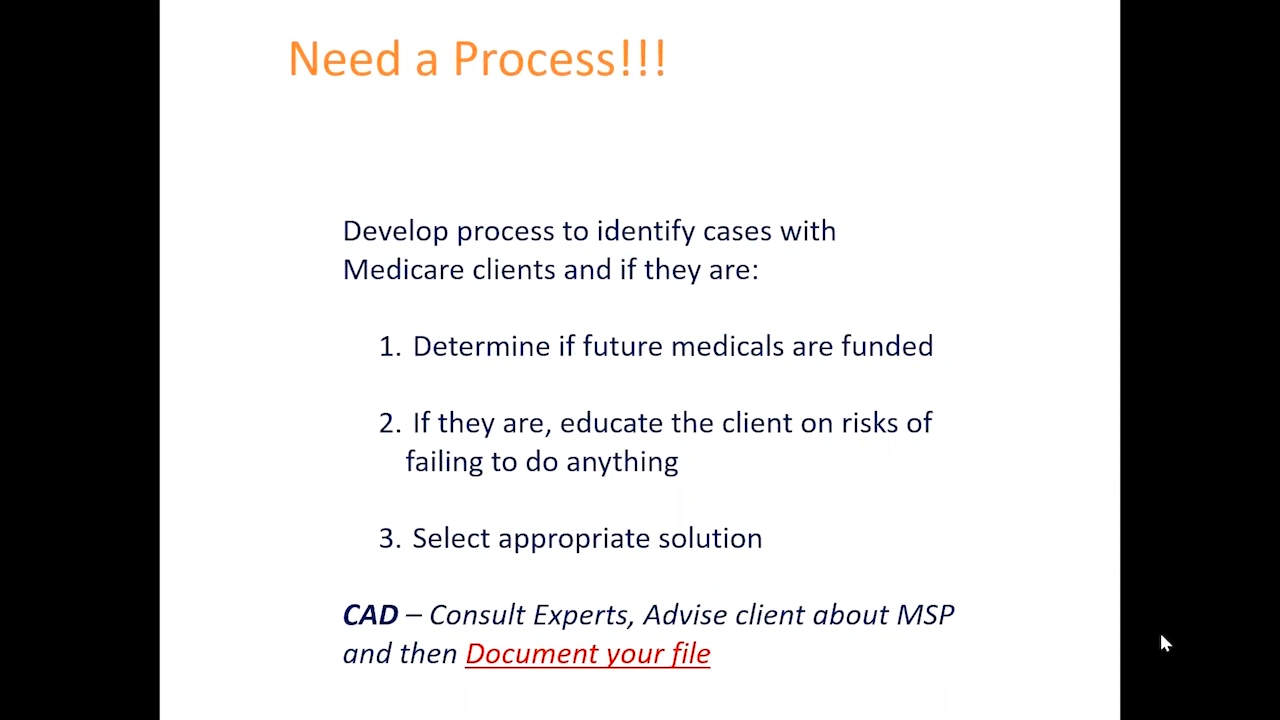 Need a Process!!!
Develop process to identify cases with
Medicare clients and if they are:
1. Determine if future medicals are funded
2. If they are, educate the client on risks of
failing to do anything
3. Select appropriate solution
CAD – Consult Experts, Advise client about MSP
and then Document your file